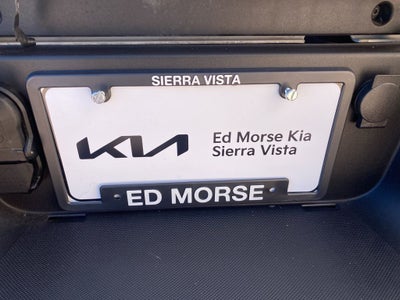 SIERRA VISTA
KIA
Ed Morse Kia
Sierra Vista
ED MORSE